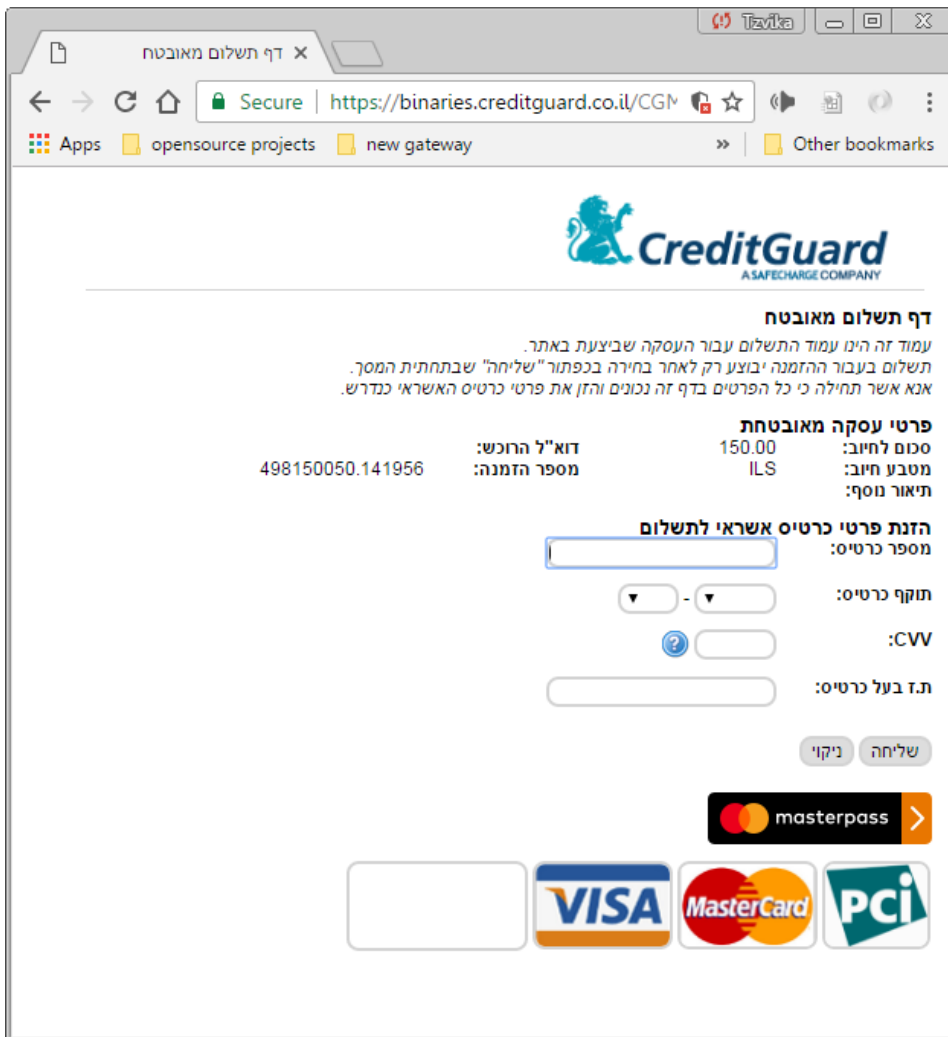 Tzvika
דף תשלום מאובטח
Secure | https://binaries.creditguard.co.il/CGM
Apps opensource projects new gateway » Other bookmarks
CreditGuard
A SAFECHARGE COMPANY
דף תשלום מאובטח
עמוד זה הינו עמוד התשלום עבור העסקה שביצעת באתר.
תשלום בעבור ההזמנה יבוצע רק לאחר בחירה בכפתור "שליחה" שבתחתית המסך.
אנא אשר תחילה כי כל הפרטים בדף זה נכונים והזן את פרטי כרטיס האשראי כנדרש.
פרטי עסקה מאובטחת
סכום לחיוב: 150.00 דוא"ל הרוכש:
מטבע חיוב: ILS מספר הזמנה: 498150050.141956
תיאור נוסף:
הזנת פרטי כרטיס אשראי לתשלום
מספר כרטיס:
תוקף כרטיס: -
CVV:
ת.ז בעל כרטיס:
שליחה ניקוי
masterpass
VISA MasterCard PCi